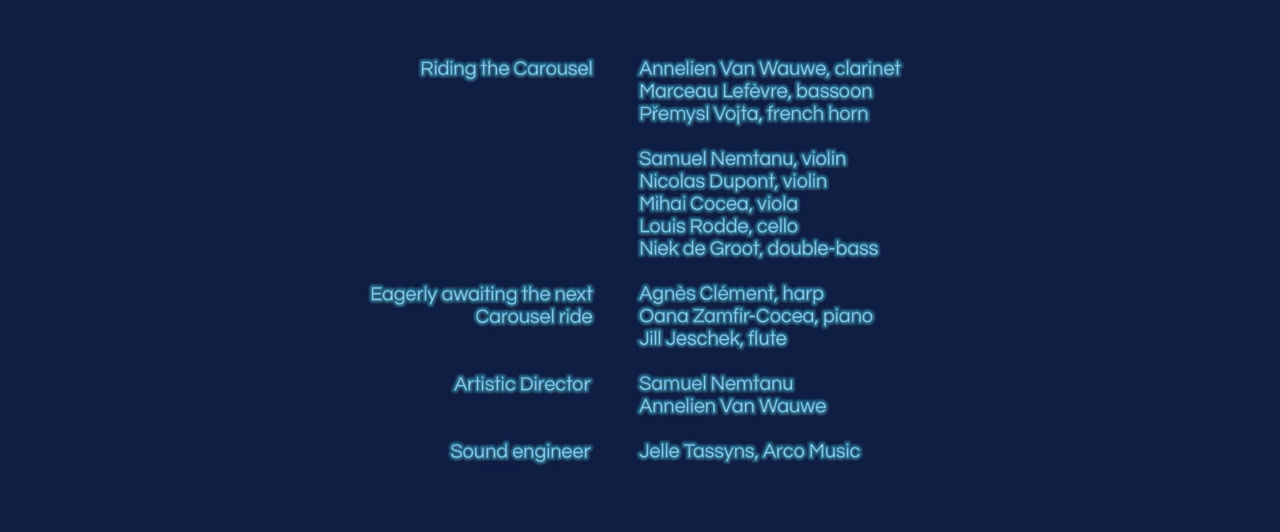 Riding the Carousel Annelien Van Wauwe, clarinet
Marceau Lefèvre, bassoon
Přemysl Vojta, french horn
Samuel Nemtanu, violin
Nicolas Dupont, violin
Mihai Cocea, viola
Louis Rodde, cello
Niek de Groot, double-bass
Eagerly awaiting the next Agnès Clément, harp
Carousel ride Oana Zamfir-Cocea, piano
Jill Jeschek, flute
Artistic Director Samuel Nemtanu
Annelien Van Wauwe
Sound engineer Jelle Tassyns, Arco Music